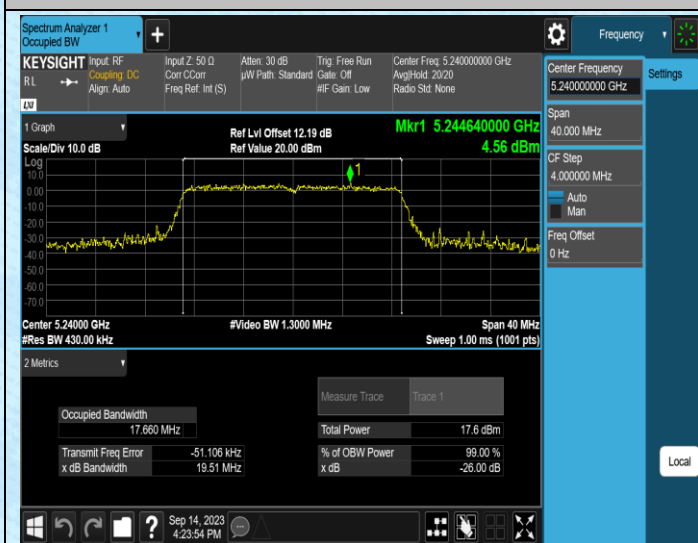 Spectrum Analyzer 1
Occupied BW
Frequency
KEYSIGHT
RL
LXI
Input: RF
Coupling: DC
Align: Auto
Input Z: 50 Ω
Corr CCorr
Freq Ref: Int (S)
Atten: 30 dB
µW Path: Standard
Trig: Free Run
Gate: Off
#IF Gain: Low
Center Freq: 5.240000000 GHz
Avg|Hold: 20/20
Radio Std: None
Center Frequency
5.240000000 GHz
Settings
Span
40.000 MHz
CF Step
4.000000 MHz
Auto
Man
Freq Offset
0 Hz
Local
1 Graph
Scale/Div 10.0 dB
Ref Lvl Offset 12.19 dB
Ref Value 20.00 dBm
Mkr1 5.244640000 GHz
4.56 dBm
Log
10.0
0.00
-10.0
-20.0
-30.0
-40.0
-50.0
-60.0
-70.0
1
Center 5.24000 GHz
#Res BW 430.00 kHz
#Video BW 1.3000 MHz
Span 40 MHz
Sweep 1.00 ms (1001 pts)
2 Metrics
Measure Trace
Trace 1
Occupied Bandwidth
17.660 MHz
Total Power
17.6 dBm
Transmit Freq Error
-51.106 kHz
% of OBW Power
99.00 %
x dB Bandwidth
19.51 MHz
x dB
-26.00 dB
Sep 14, 2023
4:23:54 PM